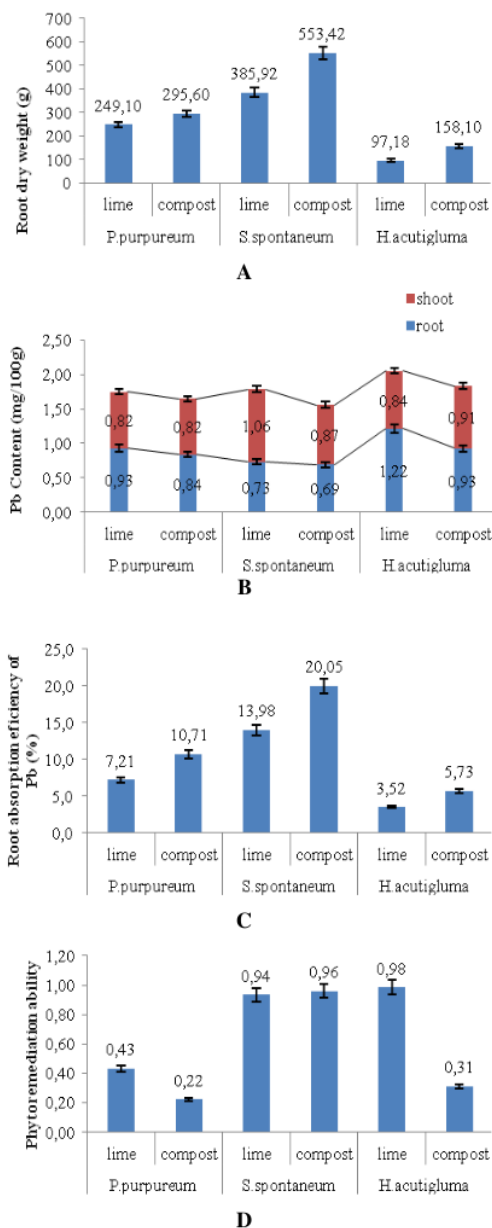 Root dry weight (g)
700
600
500
400
300
200
100
0
249,10
295,60
385,92
553,42
97,18
158,10
lime compost lime compost lime compost
P.purpureum S.spontaneum H.acutigluma
A
shoot
root
Pb Content (mg/100g)
2,50
2,00
1,50
1,00
0,50
0,00
0,82 0,82 1,06 0,87 0,84 0,91
0,93 0,84 0,73 0,69 1,22 0,93
lime compost lime compost lime compost
P.purpureum S.spontaneum H.acutigluma
B
Root absorption eficiency of
Pb (%)
25,0
20,0
15,0
10,0
5,0
0,0
7,21
10,71
13,98
20,05
3,52
5,73
lime compost lime compost lime compost
P.purpureum S.spontaneum H.acutigluma
C
Phytoremediation ability
1,20
1,00
0,80
0,60
0,40
0,20
0,00
0,43
0,22
0,94
0,96
0,98
0,31
lime compost lime compost lime compost
P.purpureum S.spontaneum H.acutigluma
D